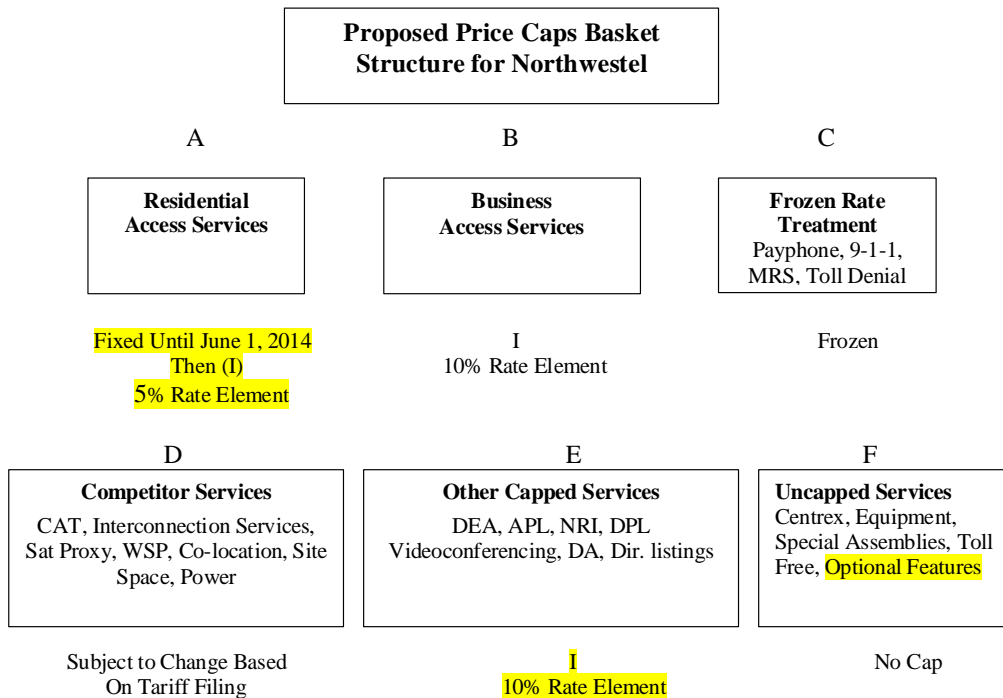 Proposed Price Caps Basket
Structure for Northwestel
A
B
C
Residential
Access Services
Business
Access Services
Frozen Rate
Treatment
Payphone, 9-1-1,
MRS, Toll Denial
Fixed Until June 1, 2014
Then (I)
5% Rate Element
I
10% Rate Element
Frozen
D
E
F
Competitor Services
CAT, Interconnection Services,
Sat Proxy, WSP, Co-location, Site
Space, Power
Other Capped Services
DEA, APL, NRI, DPL
Videoconferencing, DA, Dir. listings
Uncapped Services
Centrex, Equipment,
Special Assemblies, Toll
Free, Optional Features
Subject to Change Based
On Tariff Filing
I
10% Rate Element
No Cap